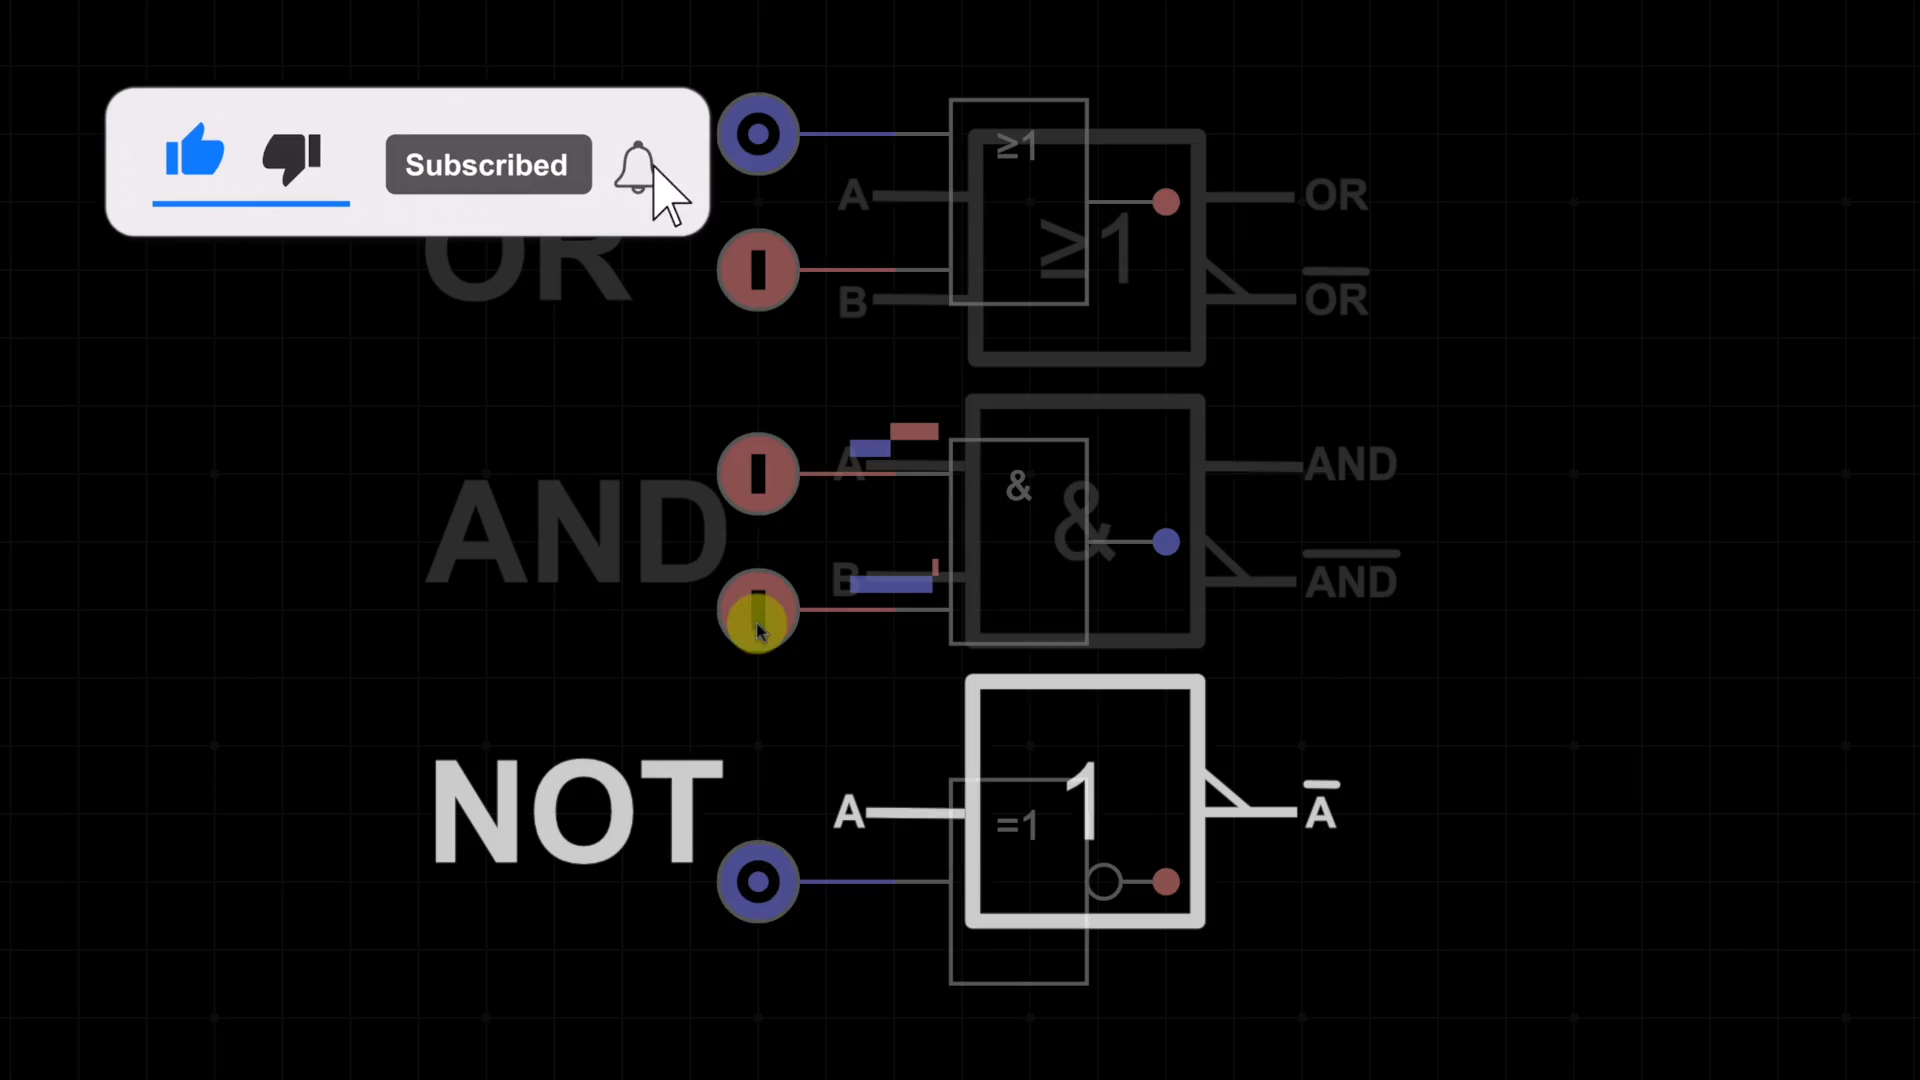 Subscribed
≥1
A
OR
OR
≥1
B
OR
A
AND
&
AND
&
B
AND
NOT
A
1
A
=1